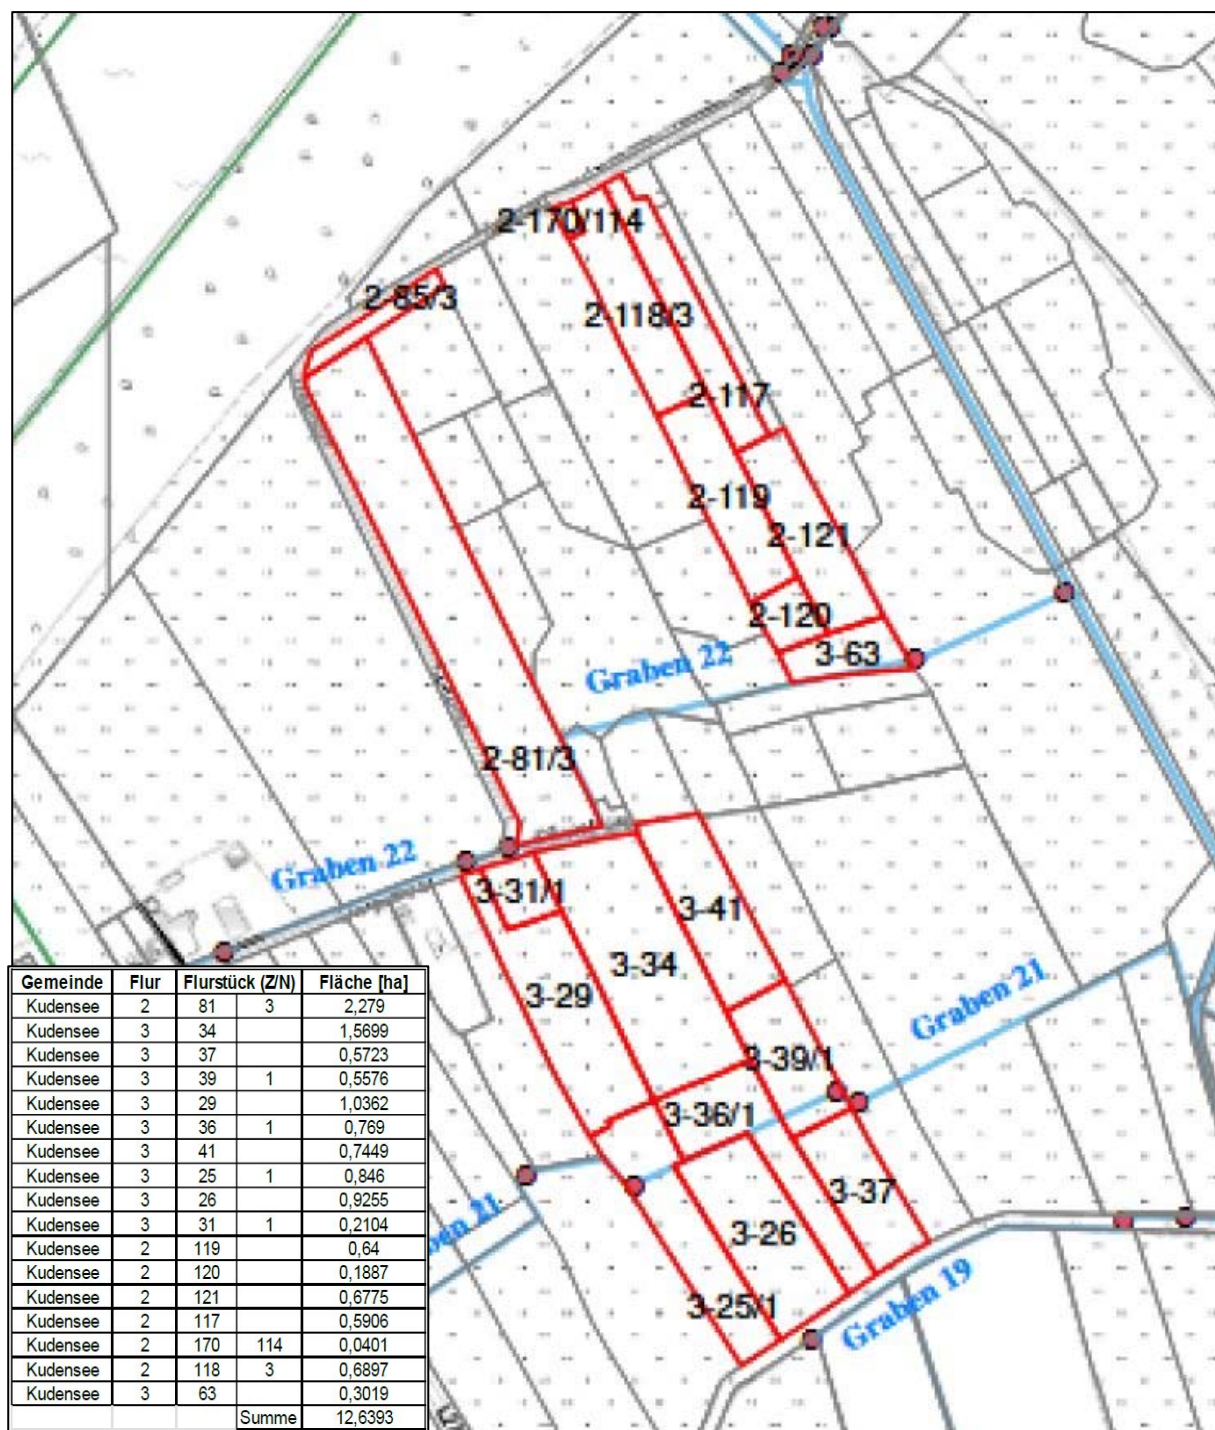 2-170/114
2-85/3
2-118/3
2-117
2-119
2-121
2-120
3-63
Graben 22
2-81/3
Graben 22
3-31/1
3-41
3-34
3-29
Graben 21
3-39/1
3-36/1
3-37
21
3-26
3-25/1
Graben 19
Gemeinde Flur Flurstück (Z/N) Fläche [ha]
Kudensee 2 81 3 2,279
Kudensee 3 34 1,5699
Kudensee 3 37 0,5723
Kudensee 3 39 1 0,5576
Kudensee 3 29 1,0362
Kudensee 3 36 1 0,769
Kudensee 3 41 0,7449
Kudensee 3 25 1 0,846
Kudensee 3 26 0,9255
Kudensee 3 31 1 0,2104
Kudensee 2 119 0,64
Kudensee 2 120 0,1887
Kudensee 2 121 0,6775
Kudensee 2 117 0,5906
Kudensee 2 170 114 0,0401
Kudensee 2 118 3 0,6897
Kudensee 3 63 0,3019
Summe 12,6393